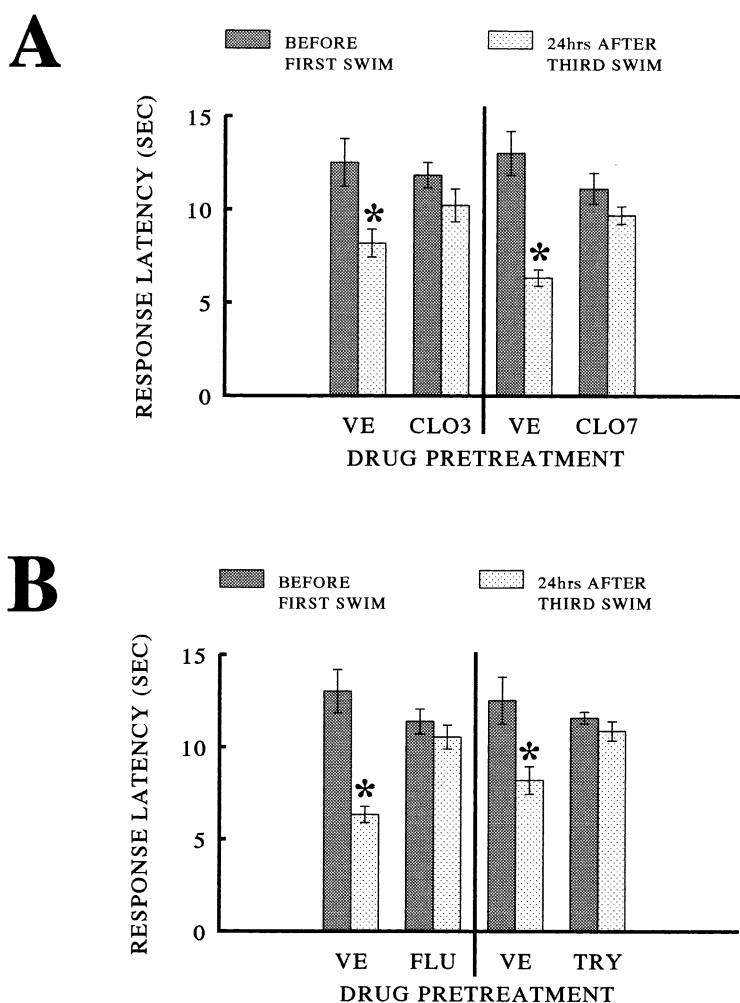 A
BEFORE
FIRST SWIM
24hrs AFTER
THIRD SWIM
RESPONSE LATENCY (SEC)
15
10
5
0
*
*
VE CLO3 VE CLO7
DRUG PRETREATMENT
B
BEFORE
FIRST SWIM
24hrs AFTER
THIRD SWIM
RESPONSE LATENCY (SEC)
15
10
5
0
*
*
VE FLU VE TRY
DRUG PRETREATMENT